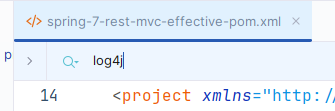 spring-7-rest-mvc-effective-pom.xml
p
log4j
14 <project xmlns="http:/